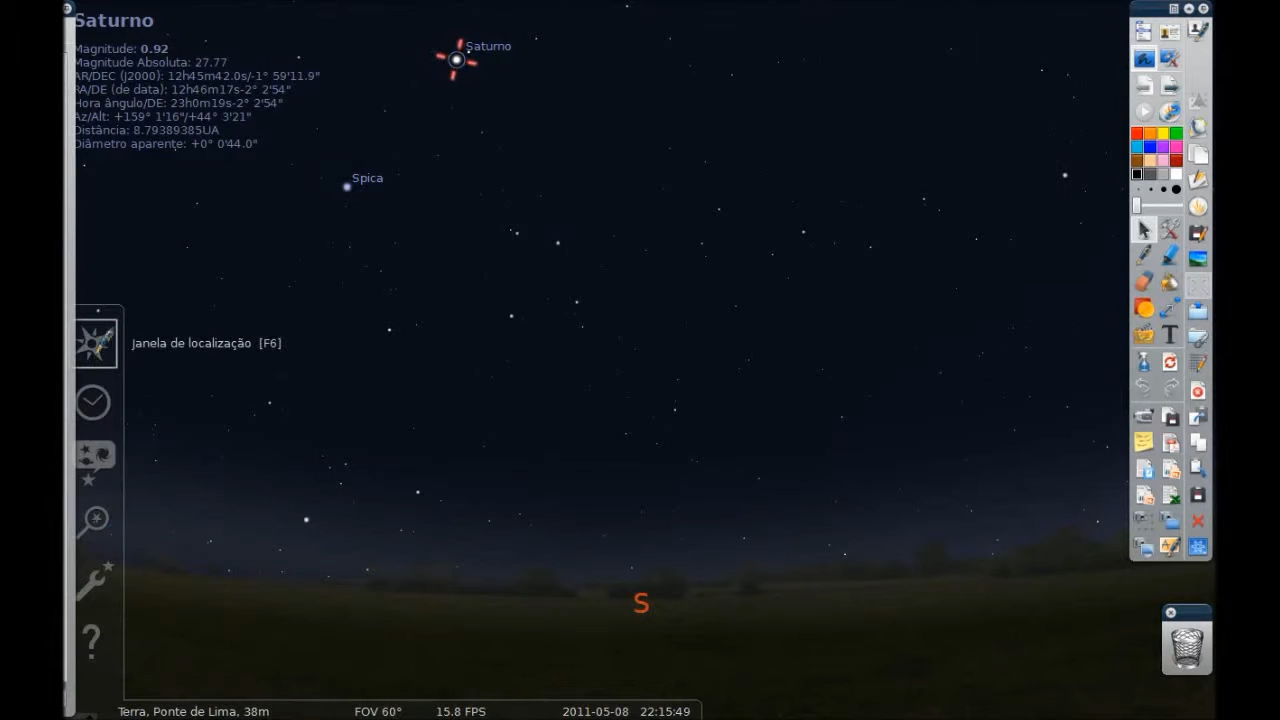 Saturno
Magnitude: 0.92
Magnitude Absoluta: 27.77
AR/DEC (J2000): 12h45m42.0s/-1° 59'11.9"
RA/DE (de data): 12h46m17s-2° 2'54"
Hora ângulo/DE: 23h0m19s-2° 2'54"
Az/Alt: +159° 1'16"/+44° 3'21"
Distância: 8.79389385UA
Diâmetro aparente: +0° 0'44.0"
Saturno
Spica
Janela de localização [F6]
S
Terra, Ponte de Lima, 38m FOV 60° 15.8 FPS 2011-05-08 22:15:49